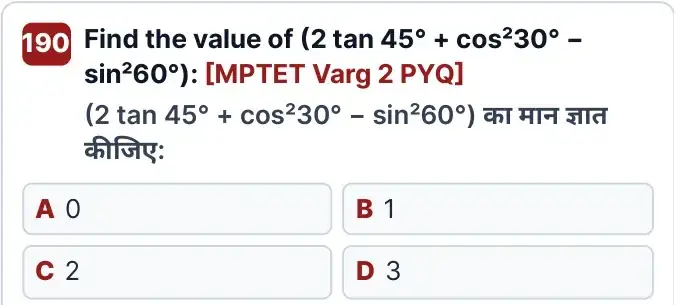 190 Find the value of (2 tan 45° + cos²30° –
sin²60°): [MPTET Varg 2 PYQ]
(2 tan 45° + cos²30° – sin²60°) का मान ज्ञात
कीजिए:
A 0
B 1
C 2
D 3